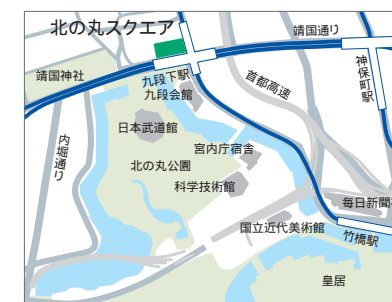 北の丸スクエア
靖国通り
靖国神社
九段下駅
九段会館
首都高速
神保町駅
内堀通り
日本武道館
宮内庁宿舎
北の丸公園
科学技術館
毎日新聞
国立近代美術館
竹橋駅
皇居